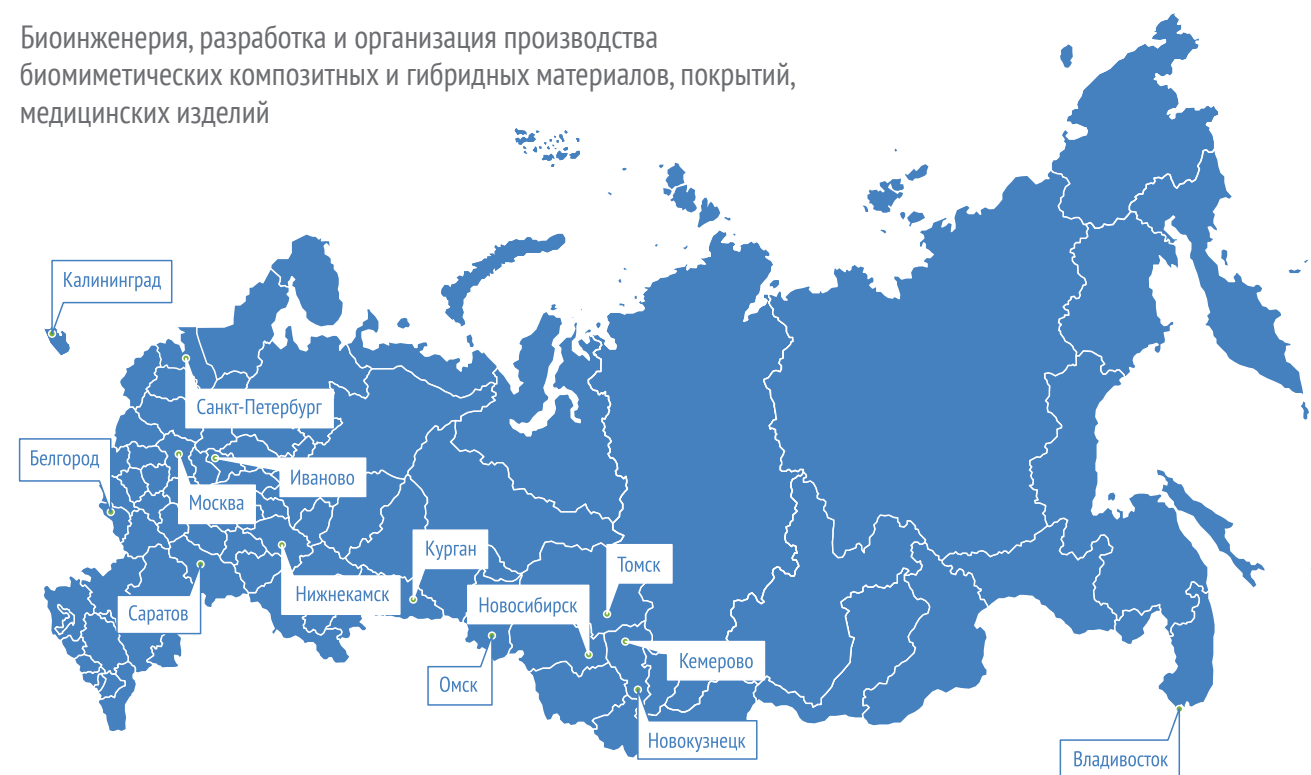 Биоинженерия, разработка и организация производства
биомиметических композитных и гибридных материалов, покрытий,
медицинских изделий
Калининград
Санкт-Петербург
Белгород
Иваново
Москва
Курган
Томск
Нижнекамск
Новосибирск
Саратов
Кемерово
Омск
Новокузнецк
Владивосток